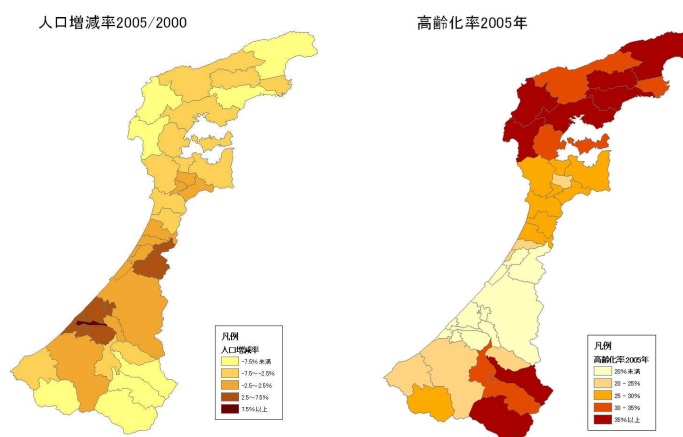 人口増減率2005/2000
高齢化率2005年
凡例
人口増減率
-7.5%未満
-7.5～-2.5%
-2.5～2.5%
2.5～7.5%
7.5%以上
凡例
高齢化率2005年
20%未満
20 - 25%
25 - 30%
30 - 35%
35%以上